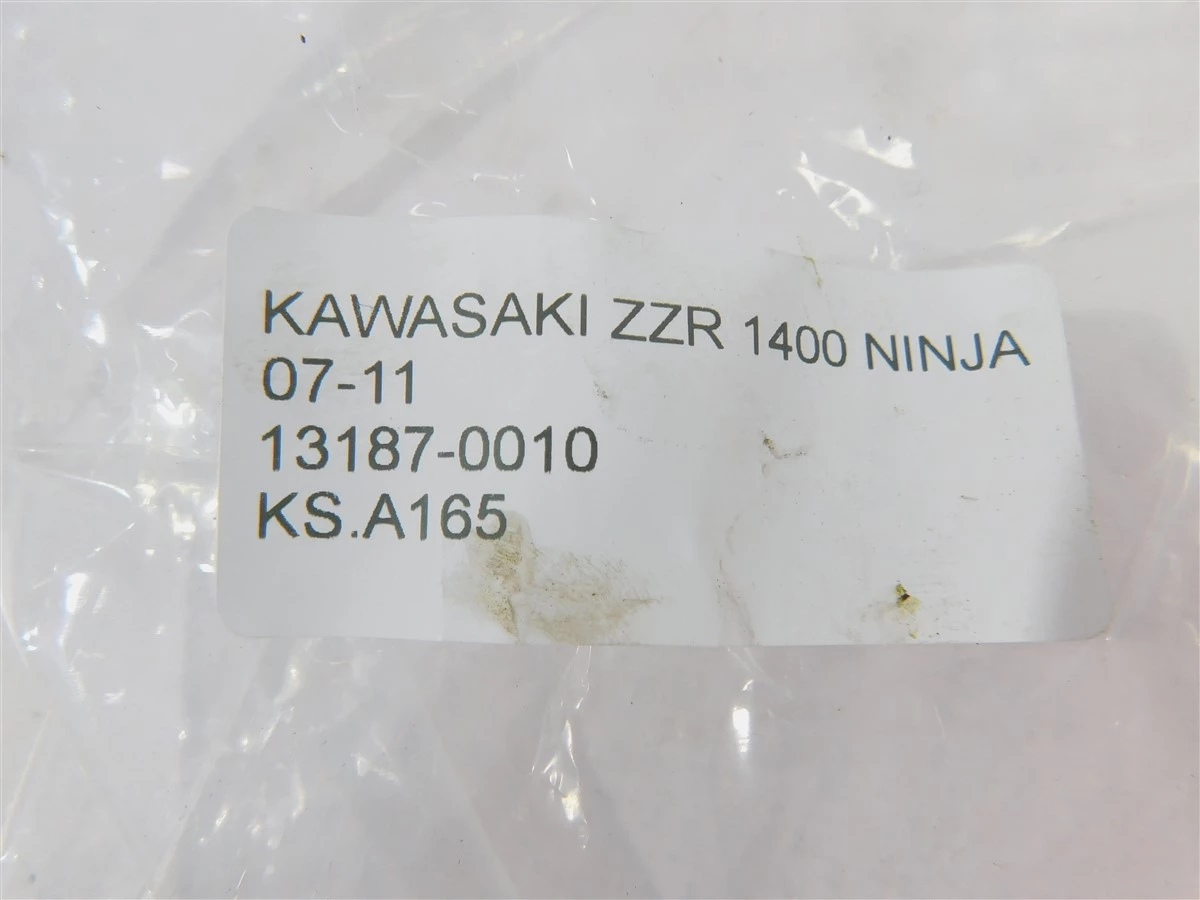 KAWASAKI ZZR 1400 NINJA
07-11
13187-0010
KS.A165